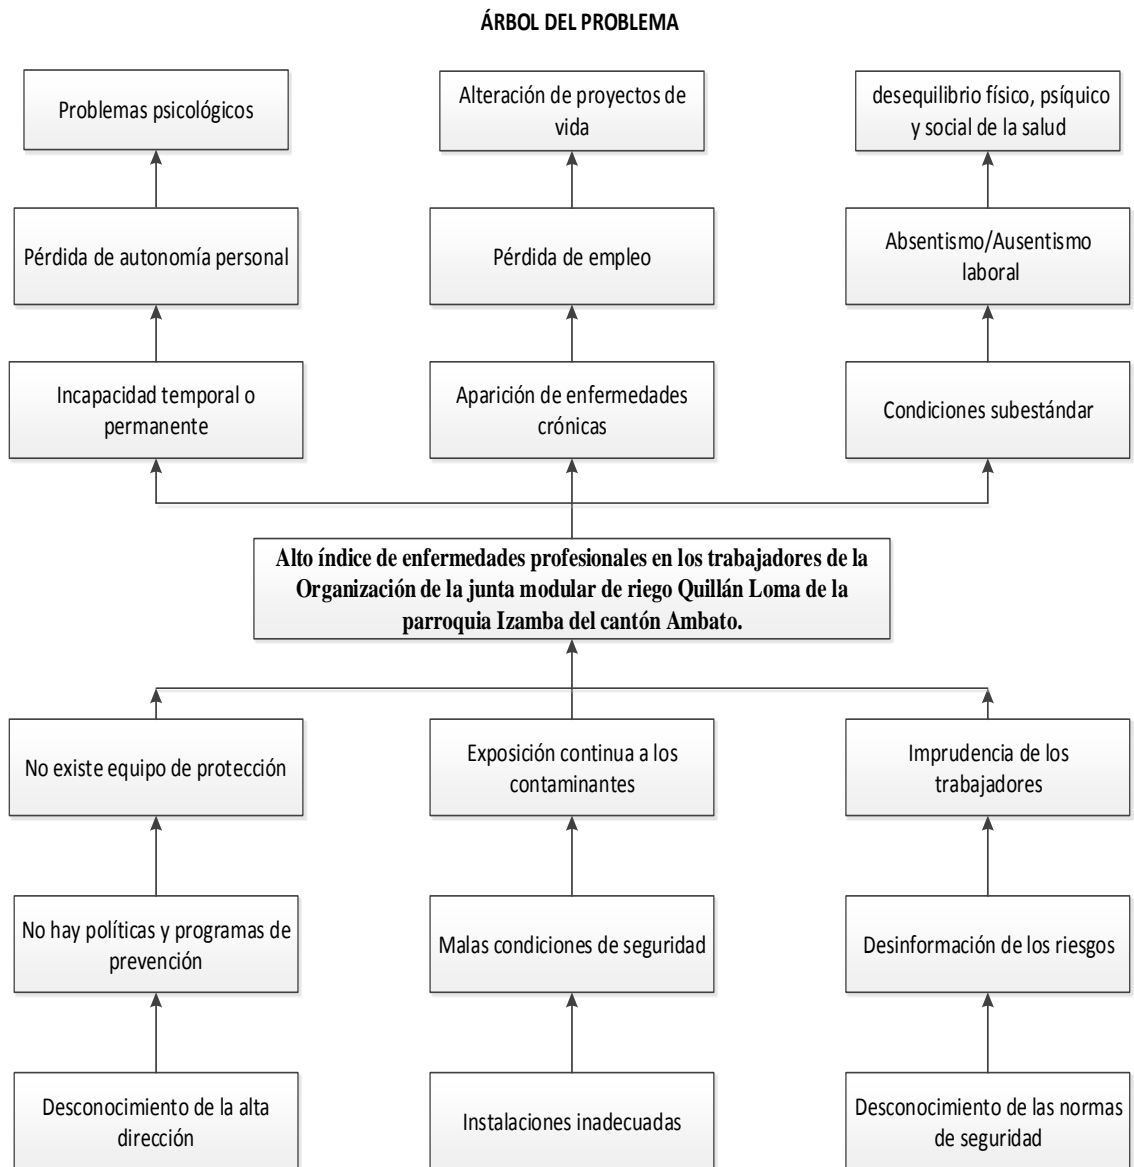 ÁRBOL DEL PROBLEMA
Problemas psicológicos
Alteración de proyectos de
vida
desequilibrio físico, psíquico
y social de la salud
Pérdida de autonomía personal
Pérdida de empleo
Absentismo/Ausentismo
laboral
Incapacidad temporal o
permanente
Aparición de enfermedades
crónicas
Condiciones subestándar
Alto índice de enfermedades profesionales en los trabajadores de la
Organización de la junta modular de riego Quillán Loma de la
parroquia Izamba del cantón Ambato.
No existe equipo de protección
Exposición continua a los
contaminantes
Imprudencia de los
trabajadores
No hay políticas y programas de
prevención
Malas condiciones de seguridad
Desinformación de los riesgos
Desconocimiento de la alta
dirección
Instalaciones inadecuadas
Desconocimiento de las normas
de seguridad